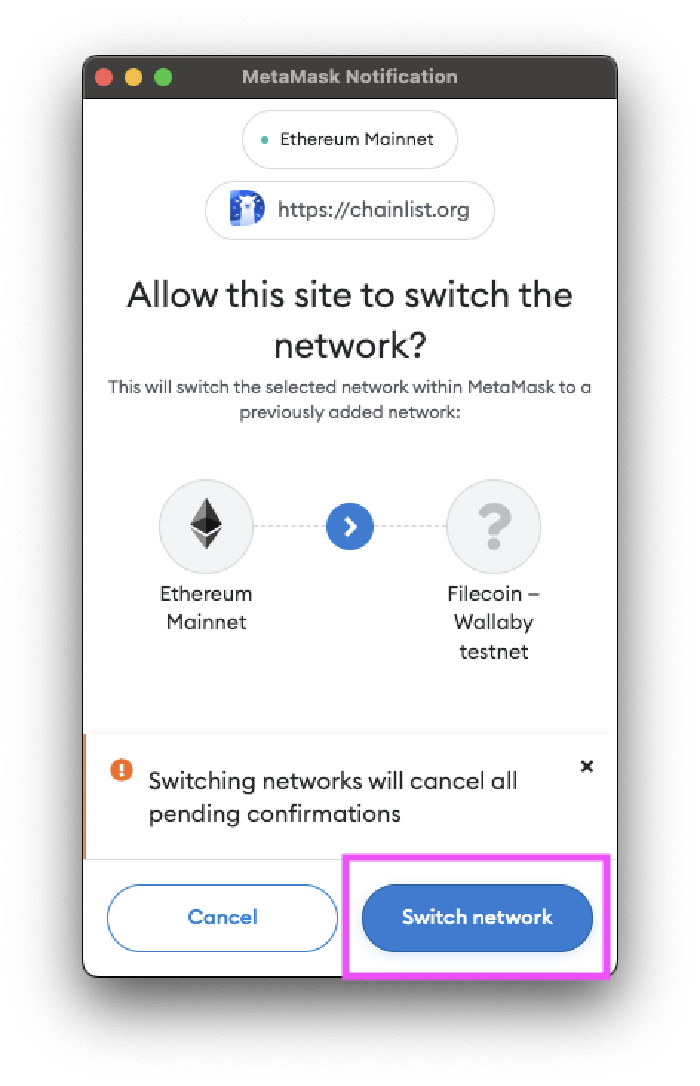 MetaMask Notification
Ethereum Mainnet
https://chainlist.org
Allow this site to switch the
network?
This will switch the selected network within MetaMask to a
previously added network:
?
Ethereum
Mainnet
Filecoin –
Wallaby
testnet
Switching networks will cancel all
pending confirmations
Cancel
Switch network